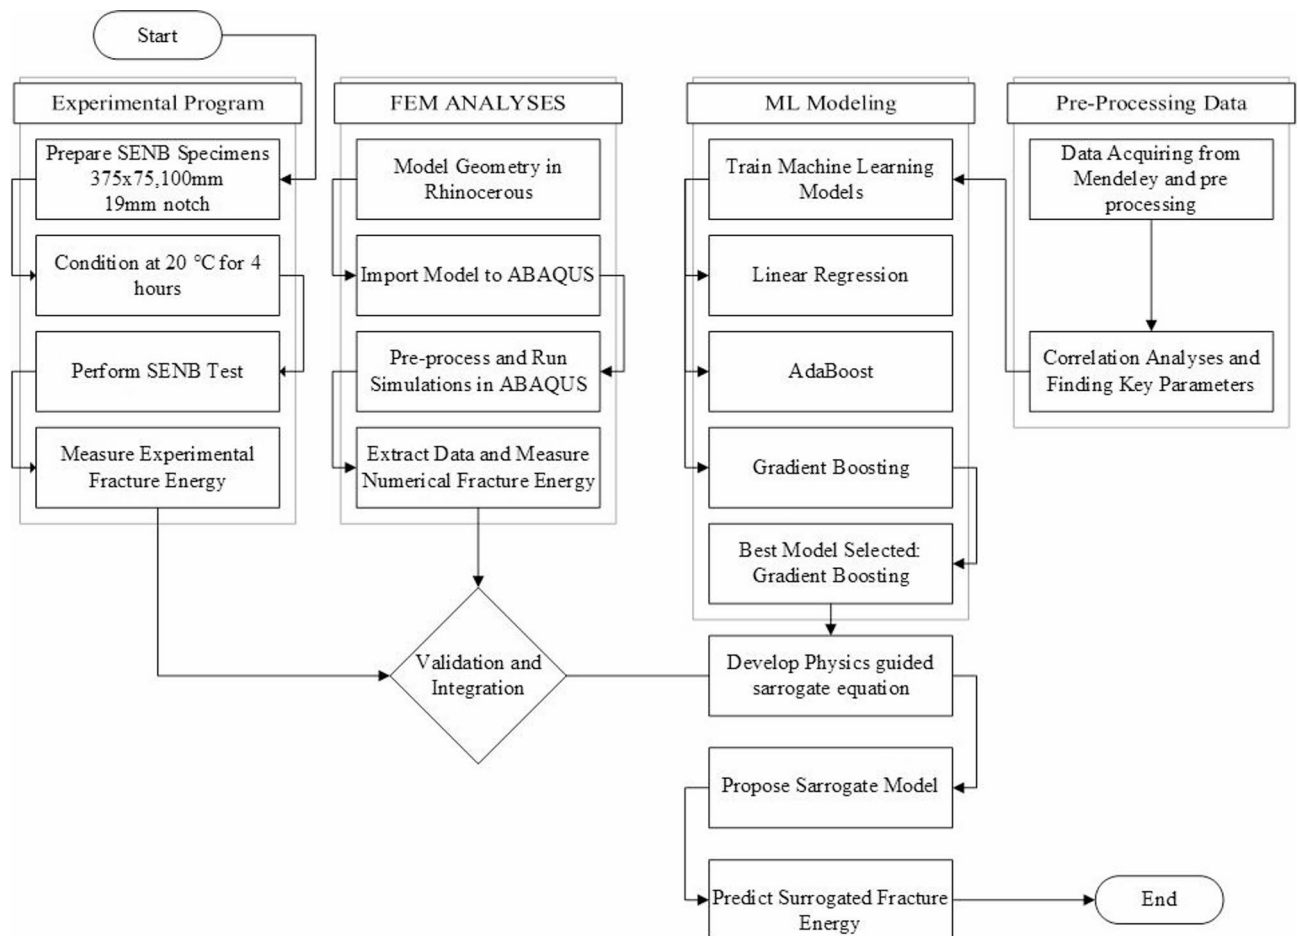 Start
Experimental Program
Prepare SENB Specimens
375x75,100mm
19mm notch
Condition at 20 °C for 4
hours
Perform SENB Test
Measure Experimental
Fracture Energy
FEM ANALYSES
Model Geometry in
Rhinocerous
Import Model to ABAQUS
Pre-process and Run
Simulations in ABAQUS
Extract Data and Measure
Numerical Fracture Energy
Validation and
Integration
ML Modeling
Train Machine Learning
Models
Linear Regression
AdaBoost
Gradient Boosting
Best Model Selected:
Gradient Boosting
Develop Physics guided
sarrogate equation
Propose Sarrogate Model
Predict Surrogated Fracture
Energy
Pre-Processing Data
Data Acquiring from
Mendeley and pre
processing
Correlation Analyses and
Finding Key Parameters
End